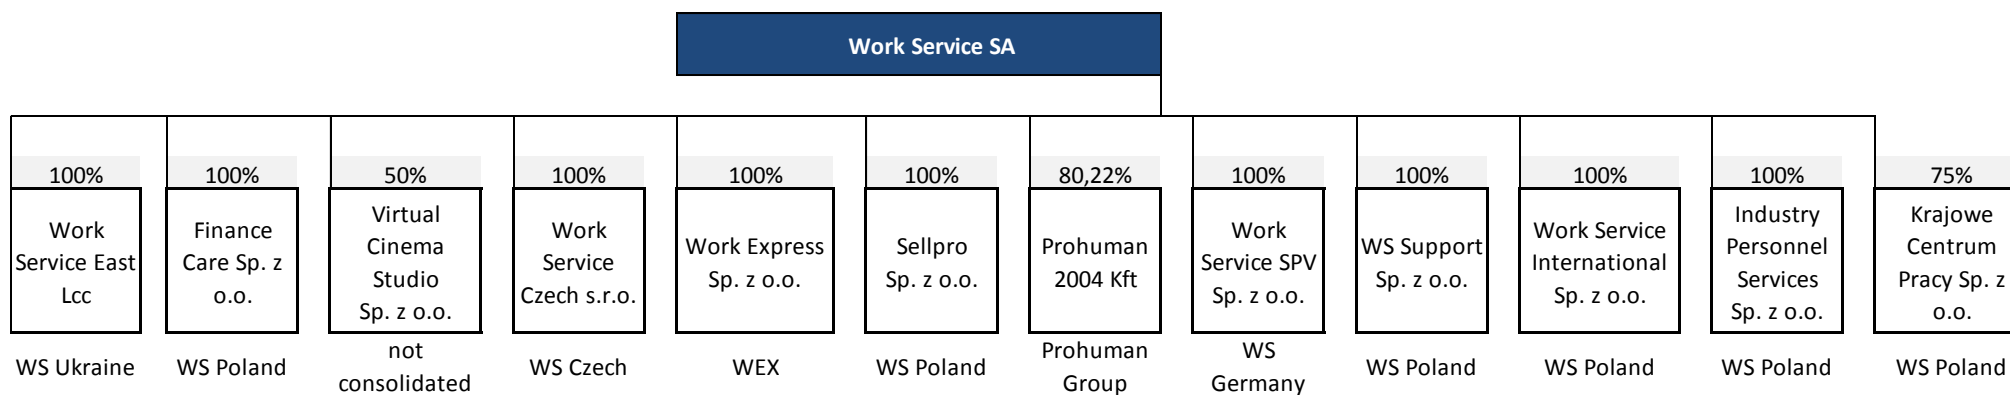 Work Service SA
100%
100%
50%
100%
100%
100%
80,22%
100%
100%
100%
100%
75%
Work
Service East
Lcc
Finance
Care Sp. z
o.o.
Virtual
Cinema
Studio
Sp. z o.o.
Work
Service
Czech s.r.o.
Work Express
Sp. z o.o.
Sellpro
Sp. z o.o.
Prohuman
2004 Kft
Work
Service SPV
Sp. z o.o.
WS Support
Sp. z o.o.
Work Service
International
Sp. z o.o.
Industry
Personnel
Services
Sp. z o.o.
Krajowe
Centrum
Pracy Sp. z
o.o.
WS Ukraine
WS Poland
not
consolidated
WS Czech
WEX
WS Poland
Prohuman
Group
WS
Germany
WS Poland
WS Poland
WS Poland
WS Poland